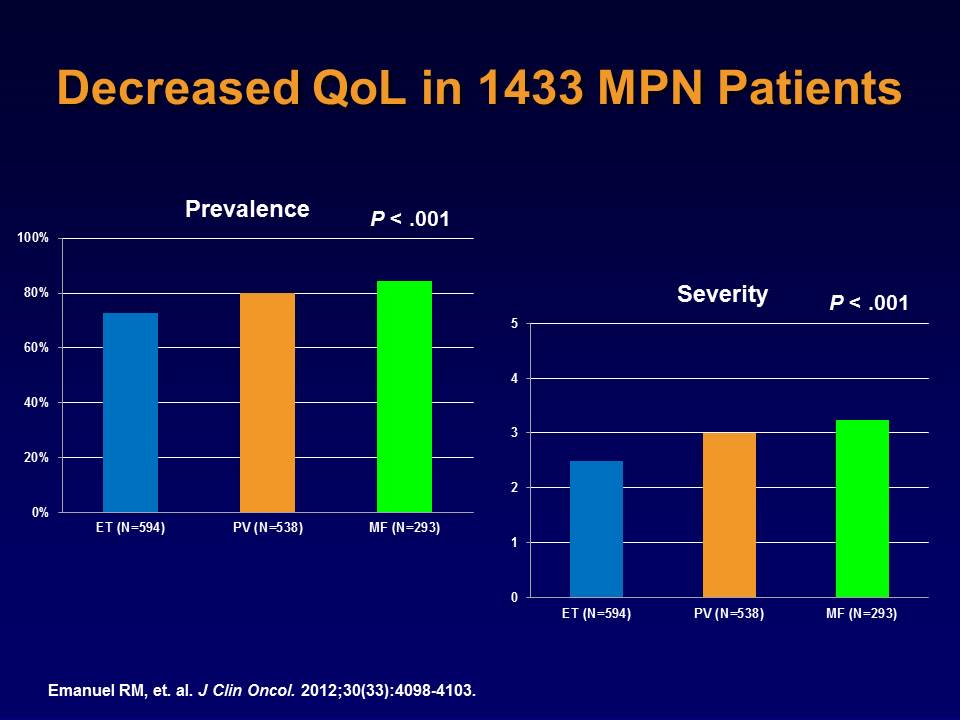 Decreased QoL in 1433 MPN Patients
Prevalence
P < .001
100%
80%
60%
40%
20%
0%
ET (N=594) PV (N=538) MF (N=293)
Severity
P < .001
5
4
3
2
1
0
ET (N=594) PV (N=538) MF (N=293)
Emanuel RM, et. al. J Clin Oncol. 2012;30(33):4098-4103.